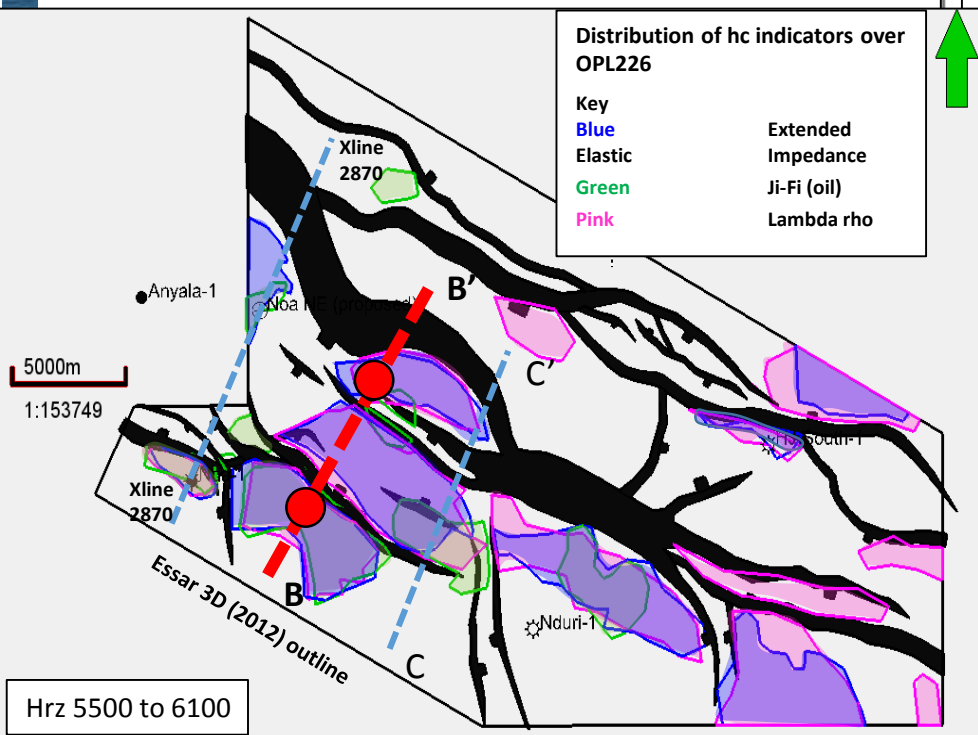 Distribution of hc indicators over
OPL226
Key
Blue Extended
Elastic Impedance
Green Ji-Fi (oil)
Pink Lambda rho
Xline
2870
B'
Anyala-1
Noa NE (proposed)
C'
5000m
1:153749
South-1
Xline
2870
B
Essar 3D (2012) outline
Nduri-1
C
Hrz 5500 to 6100